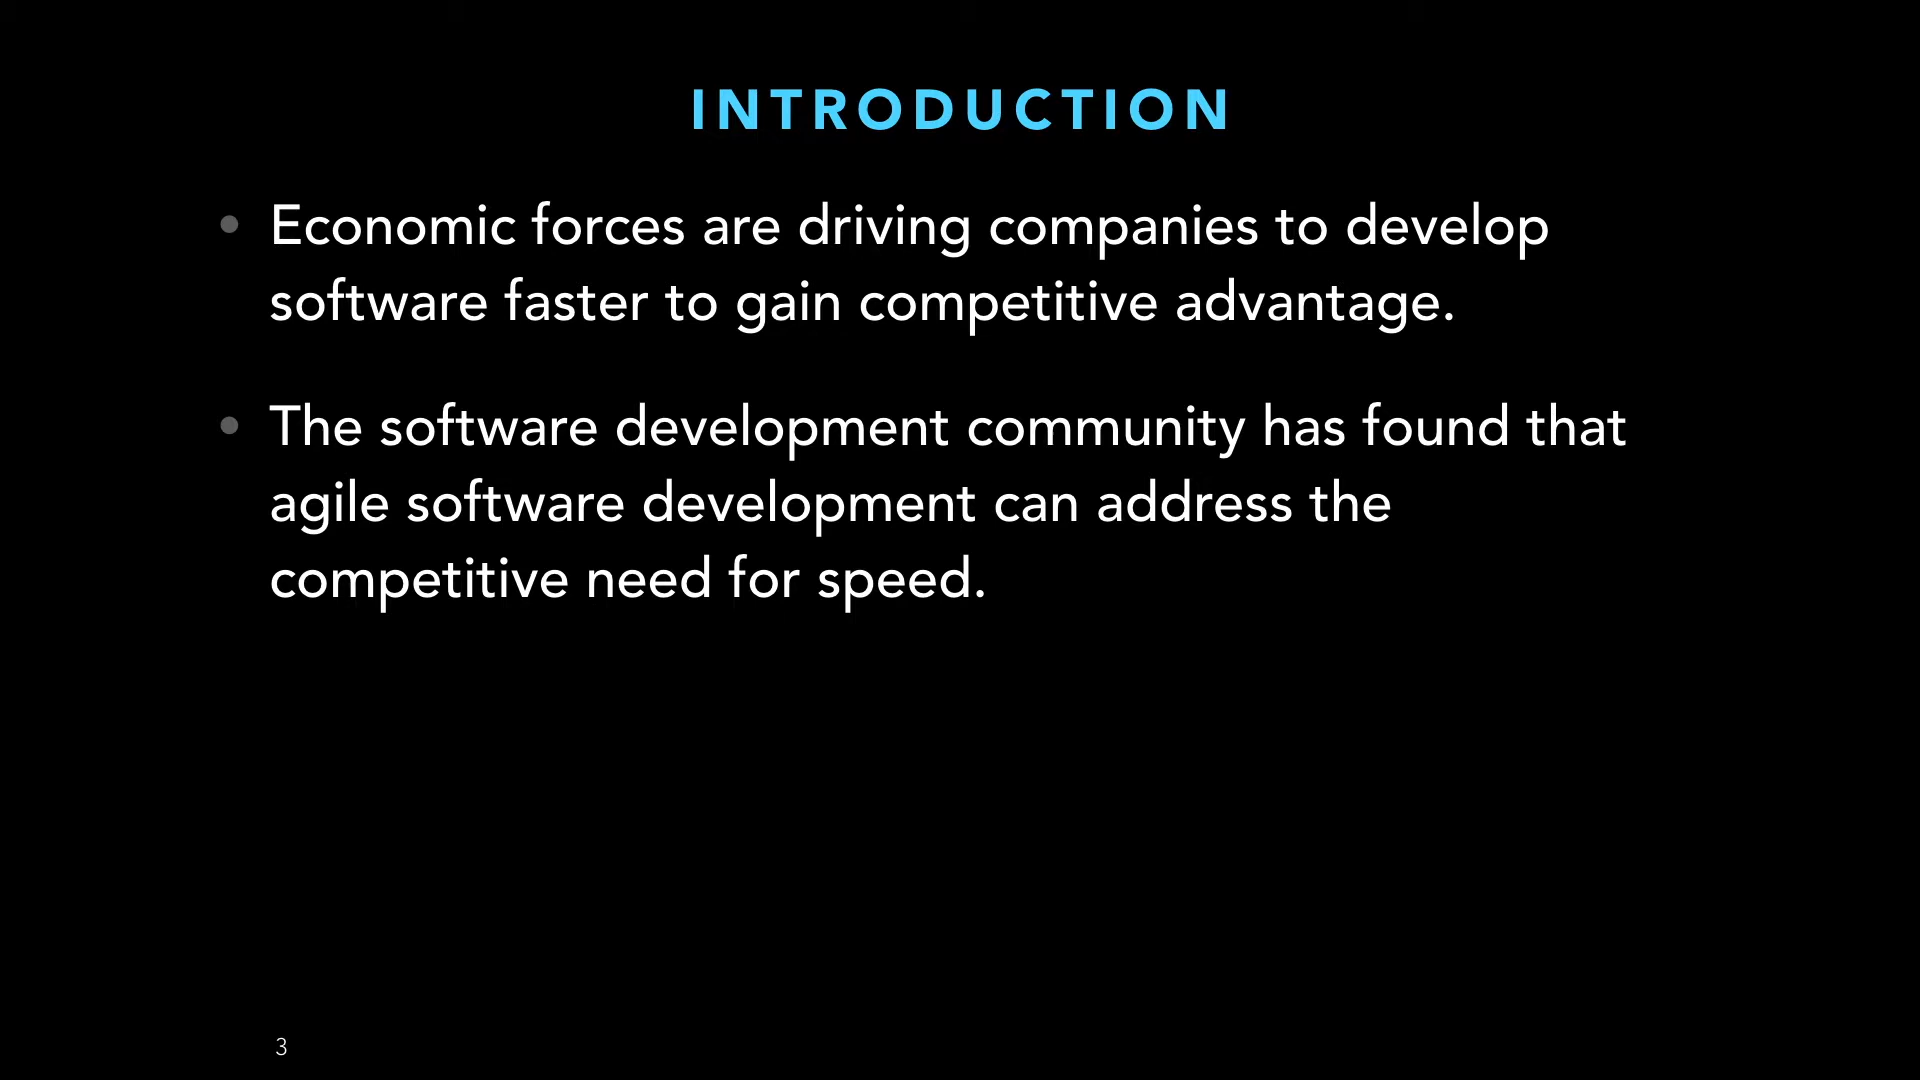 INTRODUCTION
• Economic forces are driving companies to develop
software faster to gain competitive advantage.
• The software development community has found that
agile software development can address the
competitive need for speed.
3